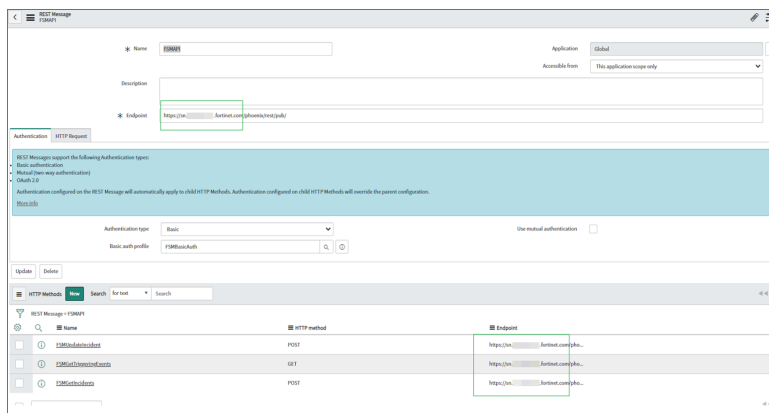 REST Message
FSMAPI
Name
FSMAPI
Application
Global
Accessible from
This application scope only
Description
Endpoint
https://sn. .fortinet.com/phoenix/rest/pub/
Authentication
HTTP Request
REST Messages support the following Authentication types:
Basic authentication
Mutual (two-way authentication)
OAuth 2.0
Authentication configured on the REST Message will automatically apply to child HTTP Methods. Authentication configured on child HTTP Methods will override the parent configuration.
More info
Authentication type
Basic
Use mutual authentication
Basic auth profile
FSMBasicAuth
Update
Delete
HTTP Methods
New
Search
for text
Search
REST Message = FSMAPI
Name
HTTP method
Endpoint
FSMUpdateIncident
POST
https://sn. .fortinet.com/pho...
FSMGetTriggringEvents
GET
https://sn. .fortinet.com/pho...
FSMGetIncidents
POST
https://sn. .fortinet.com/pho...